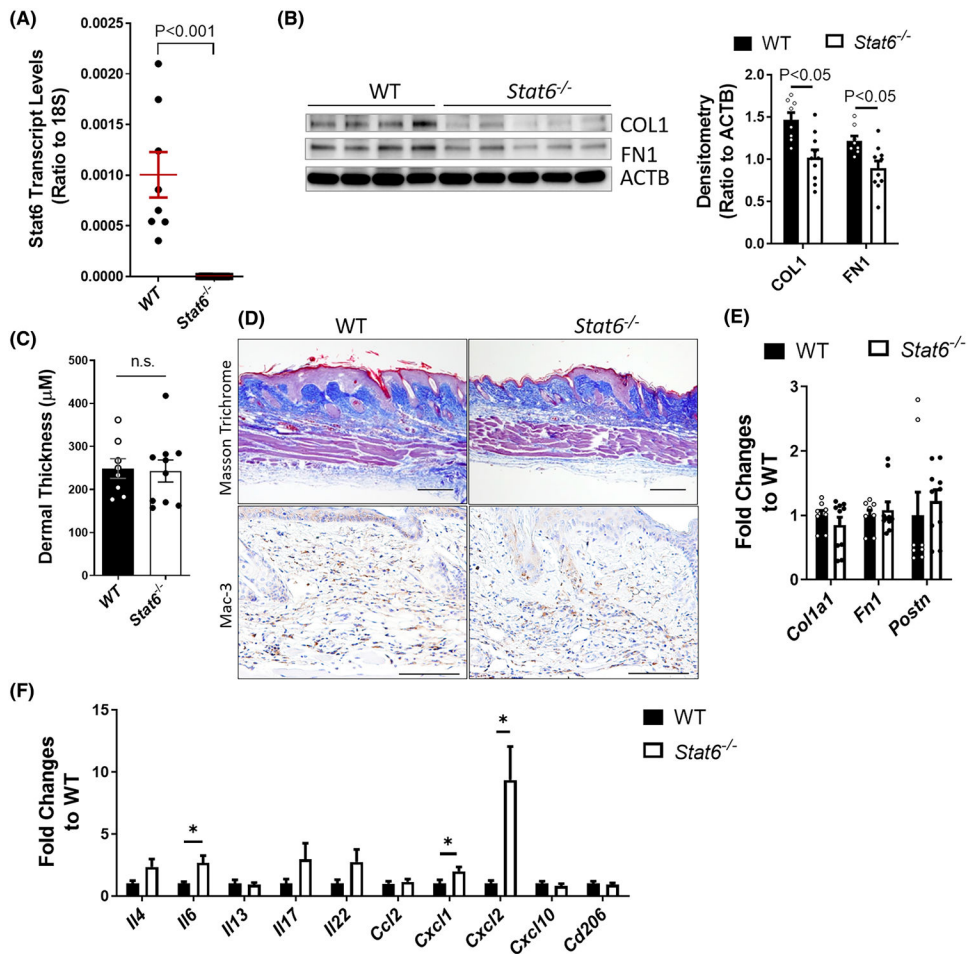 (A)
Stat6 Transcript Levels
(Ratio to 18S)
0.0025
0.0020
0.0015
0.0010
0.0005
0.0000
P<0.001
WT
Stat6-/-
(B)
WT
Stat6-/-
COL1
FN1
ACTB
WT
Stat6-/-
Densitometry
(Ratio to ACTB)
2.0
1.5
1.0
0.5
0.0
P<0.05
P<0.05
COL1
FN1
(C)
Dermal Thickness (μM)
500
400
300
200
100
0
n.s.
WT
Stat6-/-
(D)
WT
Stat6-/-
Masson Trichrome
Mac-3
(E)
WT
Stat6-/-
Fold Changes
to WT
3
2
1
0
Col1a1
Fn1
Postn
(F)
Fold Changes
to WT
15
10
5
0
*
*
*
WT
Stat6-/-
Il4
Il6
Il13
Il17
Il22
Ccl2
Cxcl1
Cxcl2
Cxcl10
Cd206